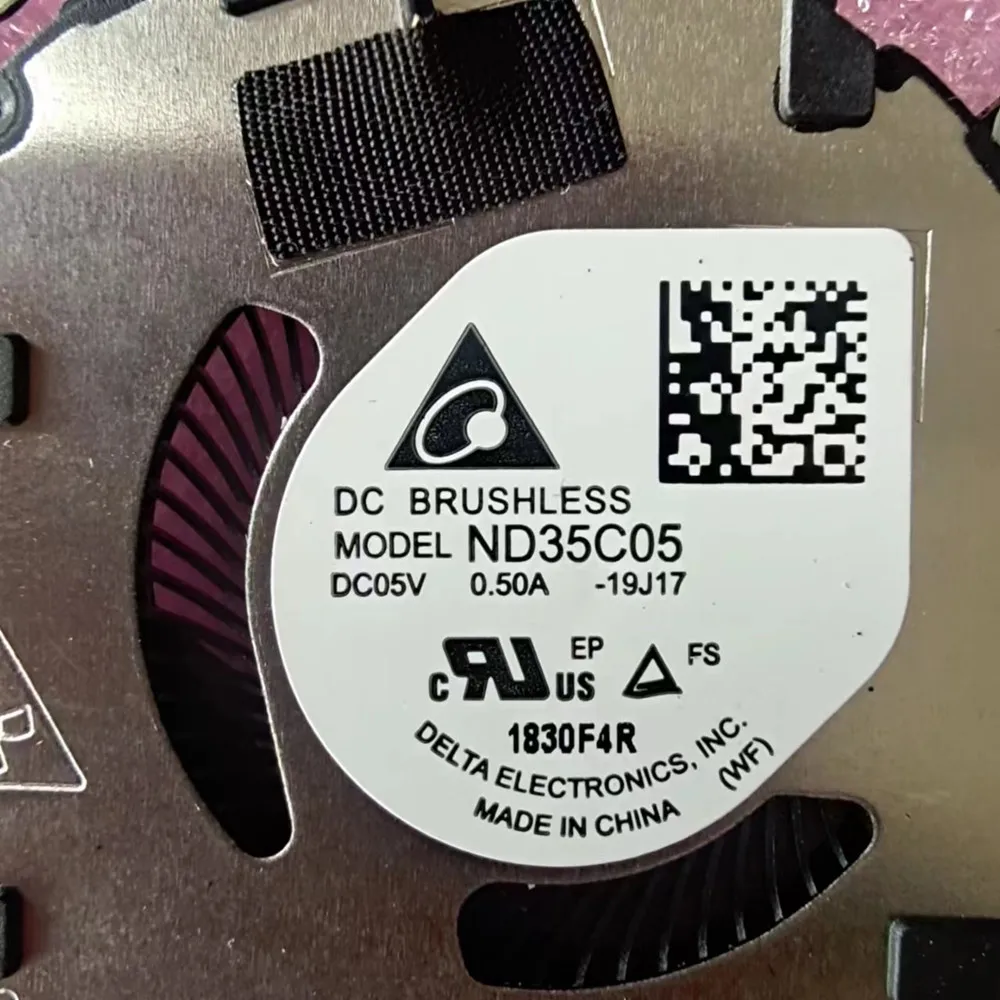 DC BRUSHLESS
MODEL ND35C05
DC05V 0.50A -19J17
C US EP FS
1830F4R
DELTA ELECTRONICS, INC.
(WF)
MADE IN CHINA